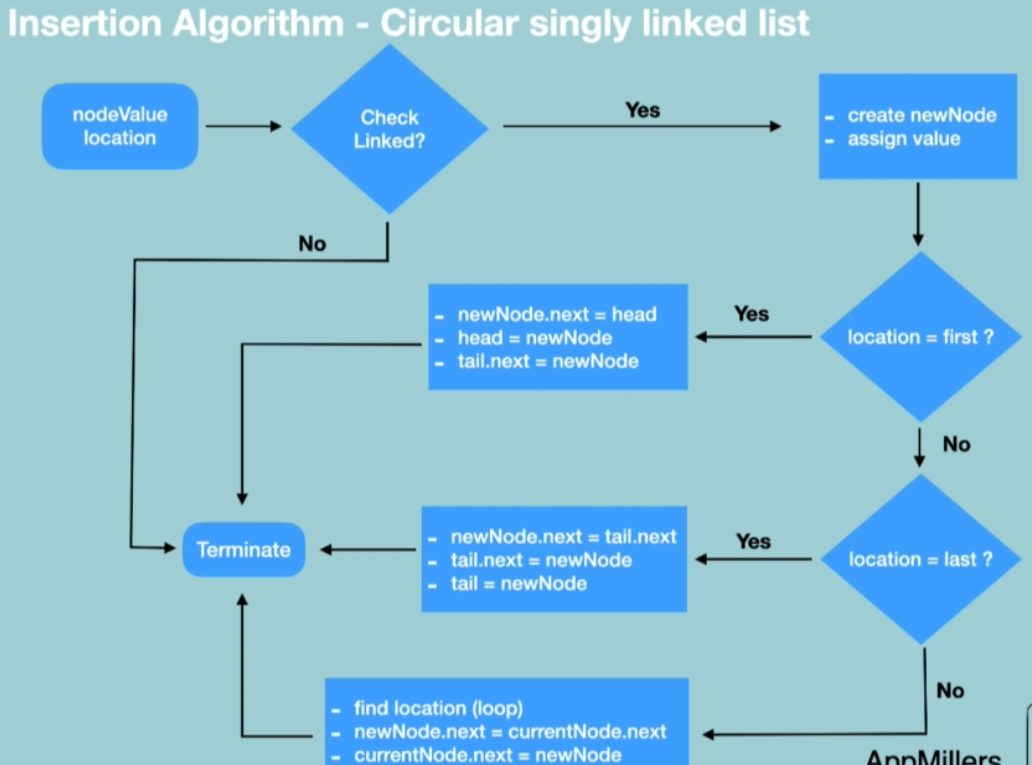 Insertion Algorithm - Circular singly linked list
nodeValue
location
Check
Linked?
Yes
- create newNode
- assign value
No
- newNode.next = head
- head = newNode
- tail.next = newNode
Yes
location = first ?
No
Terminate
- newNode.next = tail.next
- tail.next = newNode
- tail = newNode
Yes
location = last ?
No
- find location (loop)
- newNode.next = currentNode.next
- currentNode.next = newNode
AppMillers